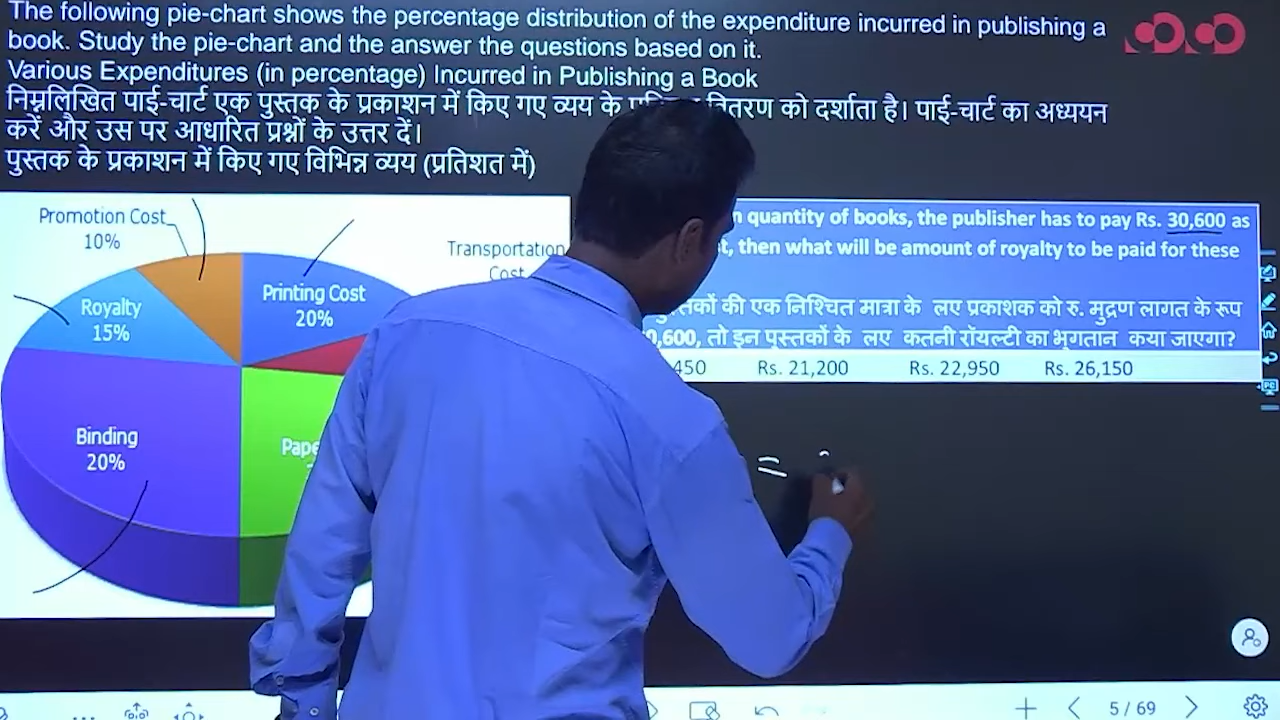 The following pie-chart shows the percentage distribution of the expenditure incurred in publishing a
book. Study the pie-chart and the answer the questions based on it.
Various Expenditures (in percentage) Incurred in Publishing a Book
निम्नलिखित पाई-चार्ट एक पुस्तक के प्रकाशन में किए गए व्यय के वितरण को दर्शाता है। पाई-चार्ट का अध्ययन
करें और उस पर आधारित प्रश्नों के उत्तर दें।
पुस्तक के प्रकाशन में किए गए विभिन्न व्यय (प्रतिशत में)
Promotion Cost
10%
Transportation
Cost
Printing Cost
20%
Royalty
15%
Binding
20%
quantity of books, the publisher has to pay Rs. 30,600 as
then what will be amount of royalty to be paid for these
की एक निश्चित मात्रा के लए प्रकाशक को रु. मुद्रण लागत के रूप
तो इन पुस्तकों के लए कतनी रॉयल्टी का भुगतान कया जाएगा?
450 Rs. 21,200 Rs. 22,950 Rs. 26,150
=
5 / 69